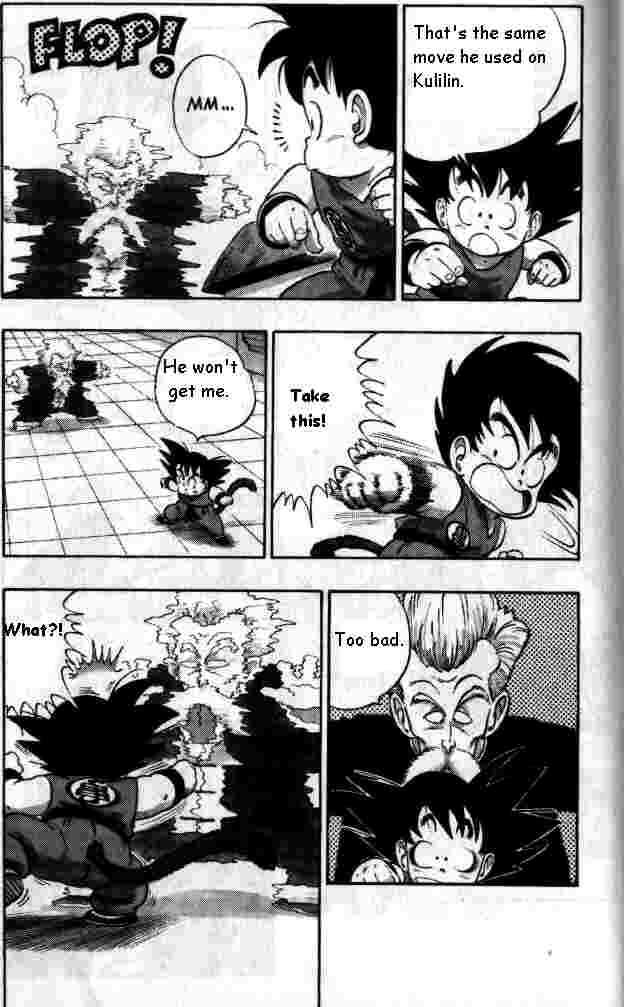 FLOP!
MM...
That's the same
move he used on
Kulilin.
He won't
get me.
Take
this!
What?!
Too bad.